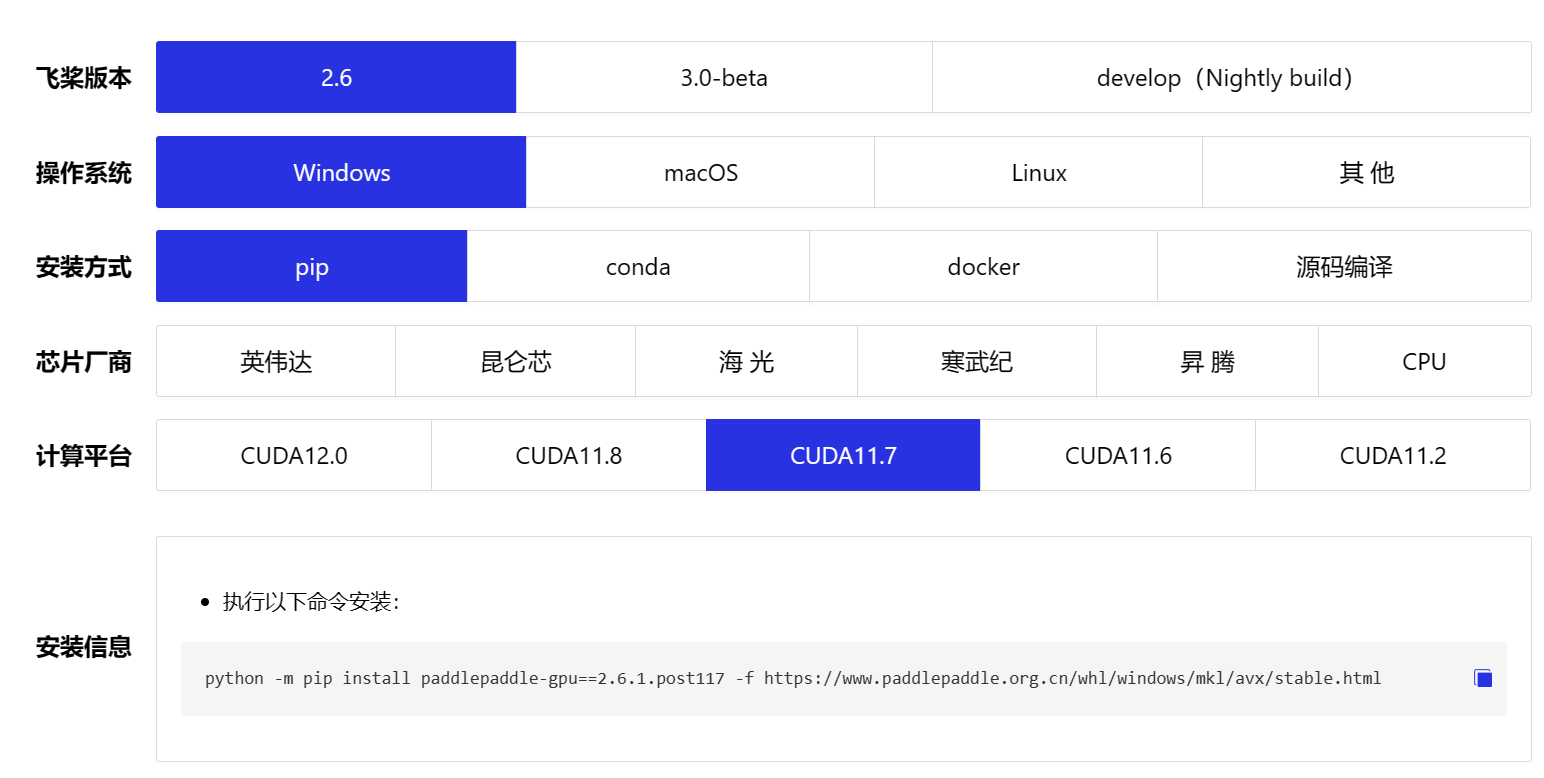 飞桨版本 2.6 3.0-beta develop（Nightly build）
操作系统 Windows macOS Linux 其 他
安装方式 pip conda docker 源码编译
芯片厂商 英伟达 昆仑芯 海 光 寒武纪 昇 腾 CPU
计算平台 CUDA12.0 CUDA11.8 CUDA11.7 CUDA11.6 CUDA11.2
安装信息
执行以下命令安装：
python -m pip install paddlepaddle-gpu==2.6.1.post117 -f https://www.paddlepaddle.org.cn/whl/windows/mkl/avx/stable.html